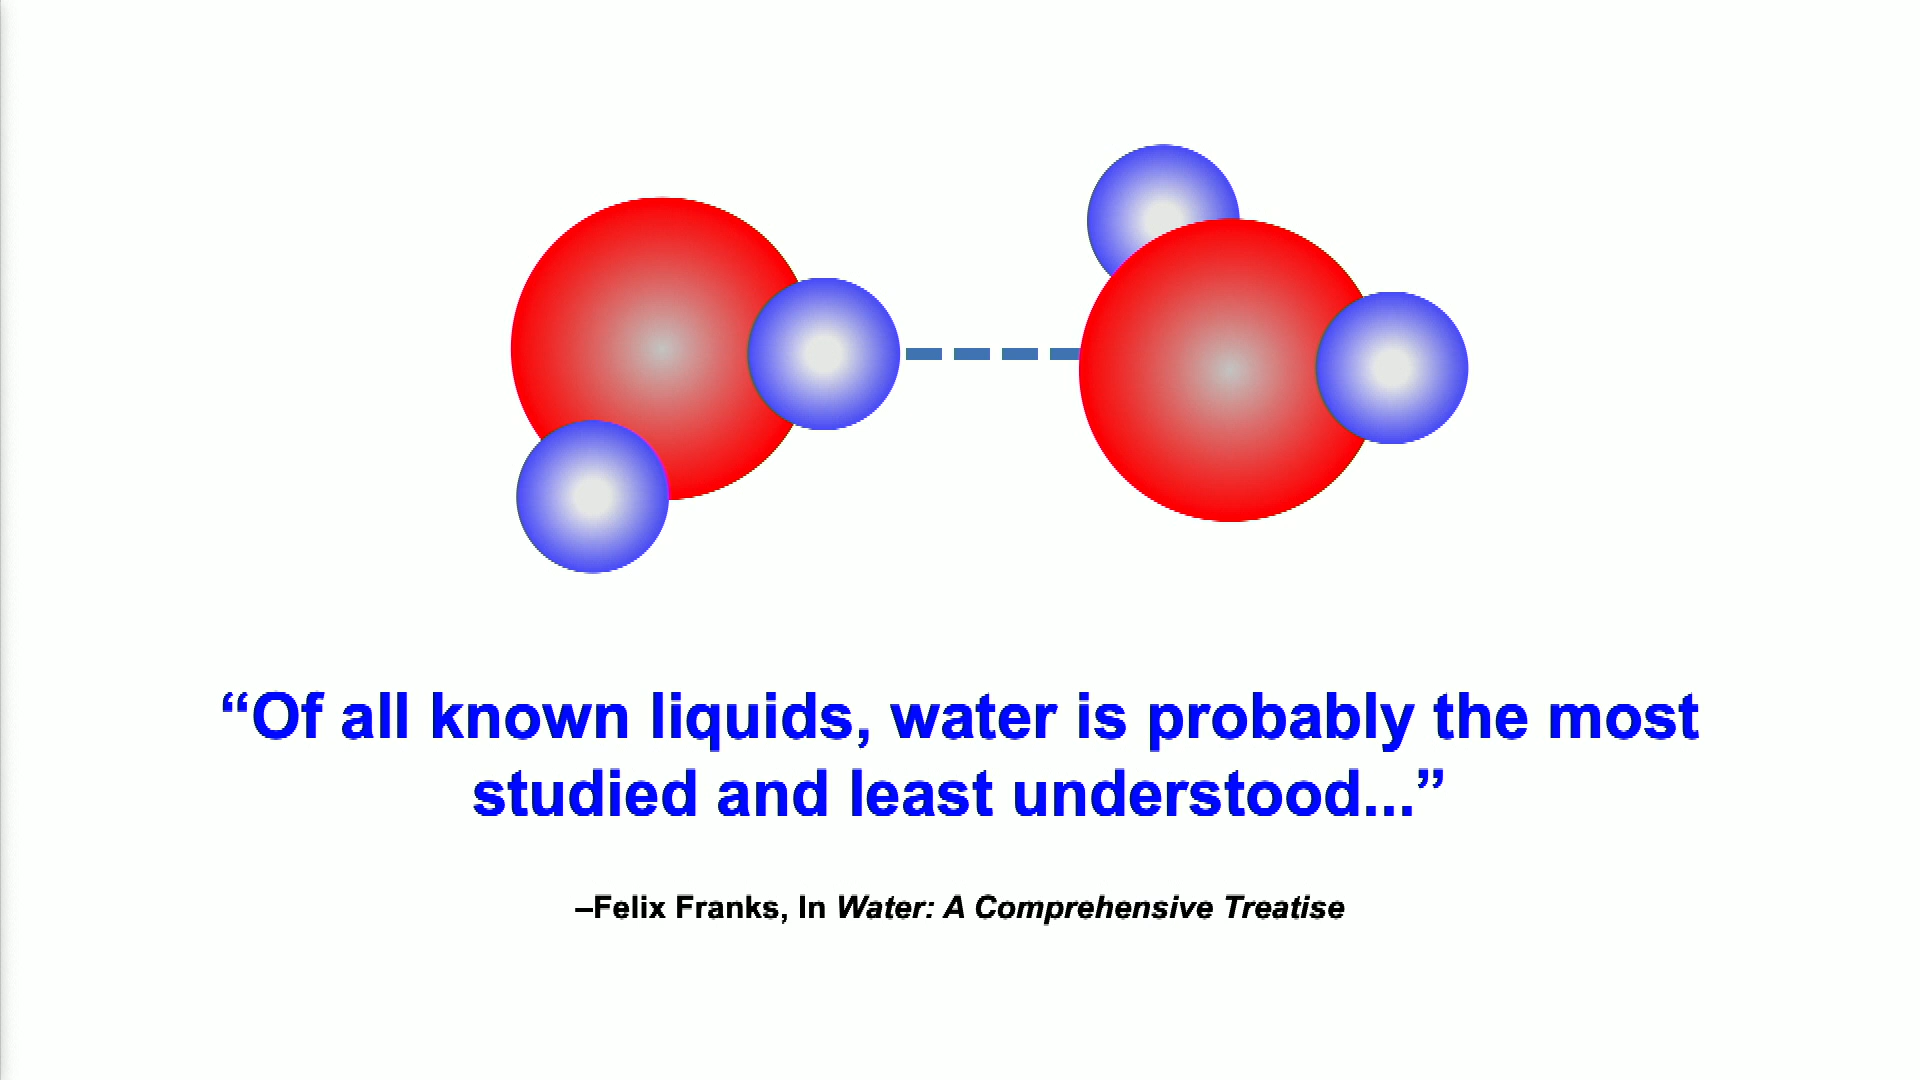 “Of all known liquids, water is probably the most
studied and least understood...”
–Felix Franks, In Water: A Comprehensive Treatise